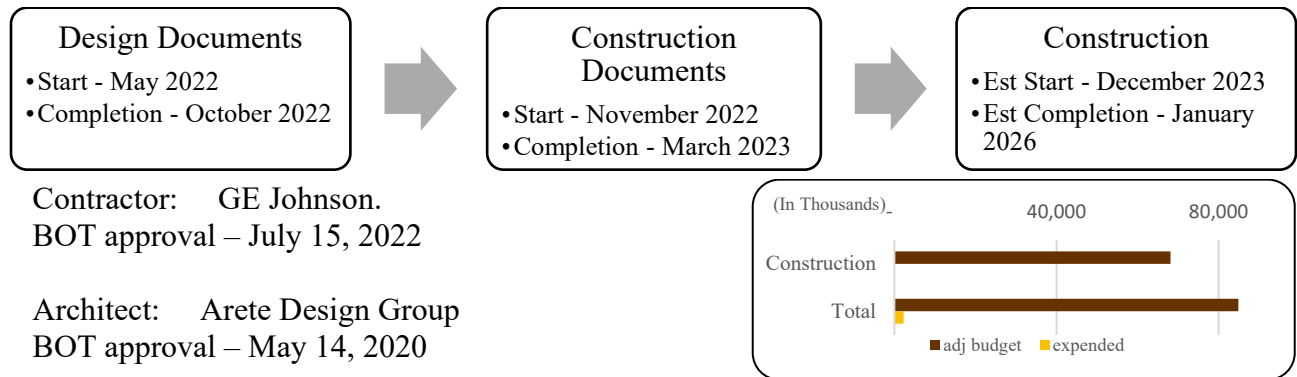 Design Documents
•Start - May 2022
•Completion - October 2022
Construction
Documents
•Start - November 2022
•Completion - March 2023
Construction
•Est Start - December 2023
•Est Completion - January
2026
Contractor: GE Johnson.
BOT approval – July 15, 2022
Architect: Arete Design Group
BOT approval – May 14, 2020
(In Thousands) - 40,000 80,000
Construction
Total
adj budget expended